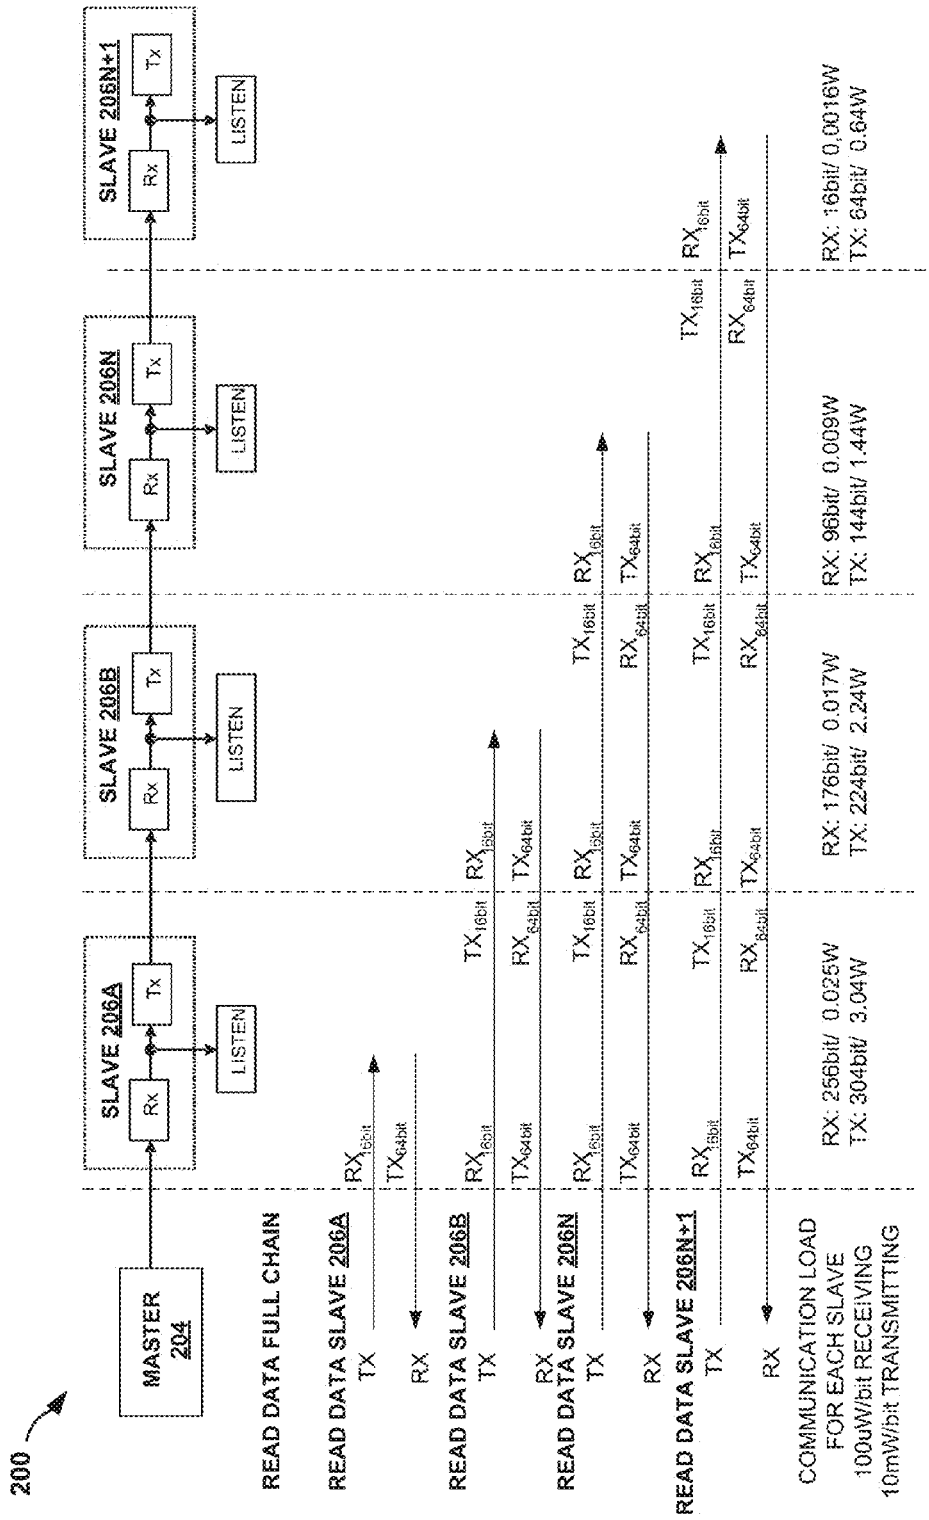 200
MASTER
204
SLAVE 206A
Rx
Tx
LISTEN
SLAVE 206B
Rx
Tx
LISTEN
SLAVE 206N
Rx
Tx
LISTEN
SLAVE 206N+1
Rx
Tx
LISTEN
READ DATA FULL CHAIN
READ DATA SLAVE 206A
TX
RX16bit
RX
TX64bit
READ DATA SLAVE 206B
TX
RX16bit
TX16bit
RX16bit
RX
TX64bit
RX64bit
TX64bit
READ DATA SLAVE 206N
TX
RX16bit
TX16bit
RX16bit
TX16bit
RX16bit
RX
TX64bit
RX64bit
TX64bit
RX64bit
TX64bit
READ DATA SLAVE 206N+1
TX
RX16bit
TX16bit
RX16bit
TX16bit
RX16bit
TX16bit
RX16bit
RX
TX64bit
RX64bit
TX64bit
RX64bit
TX64bit
RX64bit
TX64bit
COMMUNICATION LOAD
FOR EACH SLAVE
100uW/bit RECEIVING
10mW/bit TRANSMITTING
RX: 256bit/ 0.025W
TX: 304bit/ 3.04W
RX: 176bit/ 0.017W
TX: 224bit/ 2.24W
RX: 96bit/ 0.009W
TX: 144bit/ 1.44W
RX: 16bit/ 0,0016W
TX: 64bit/ 0.64W